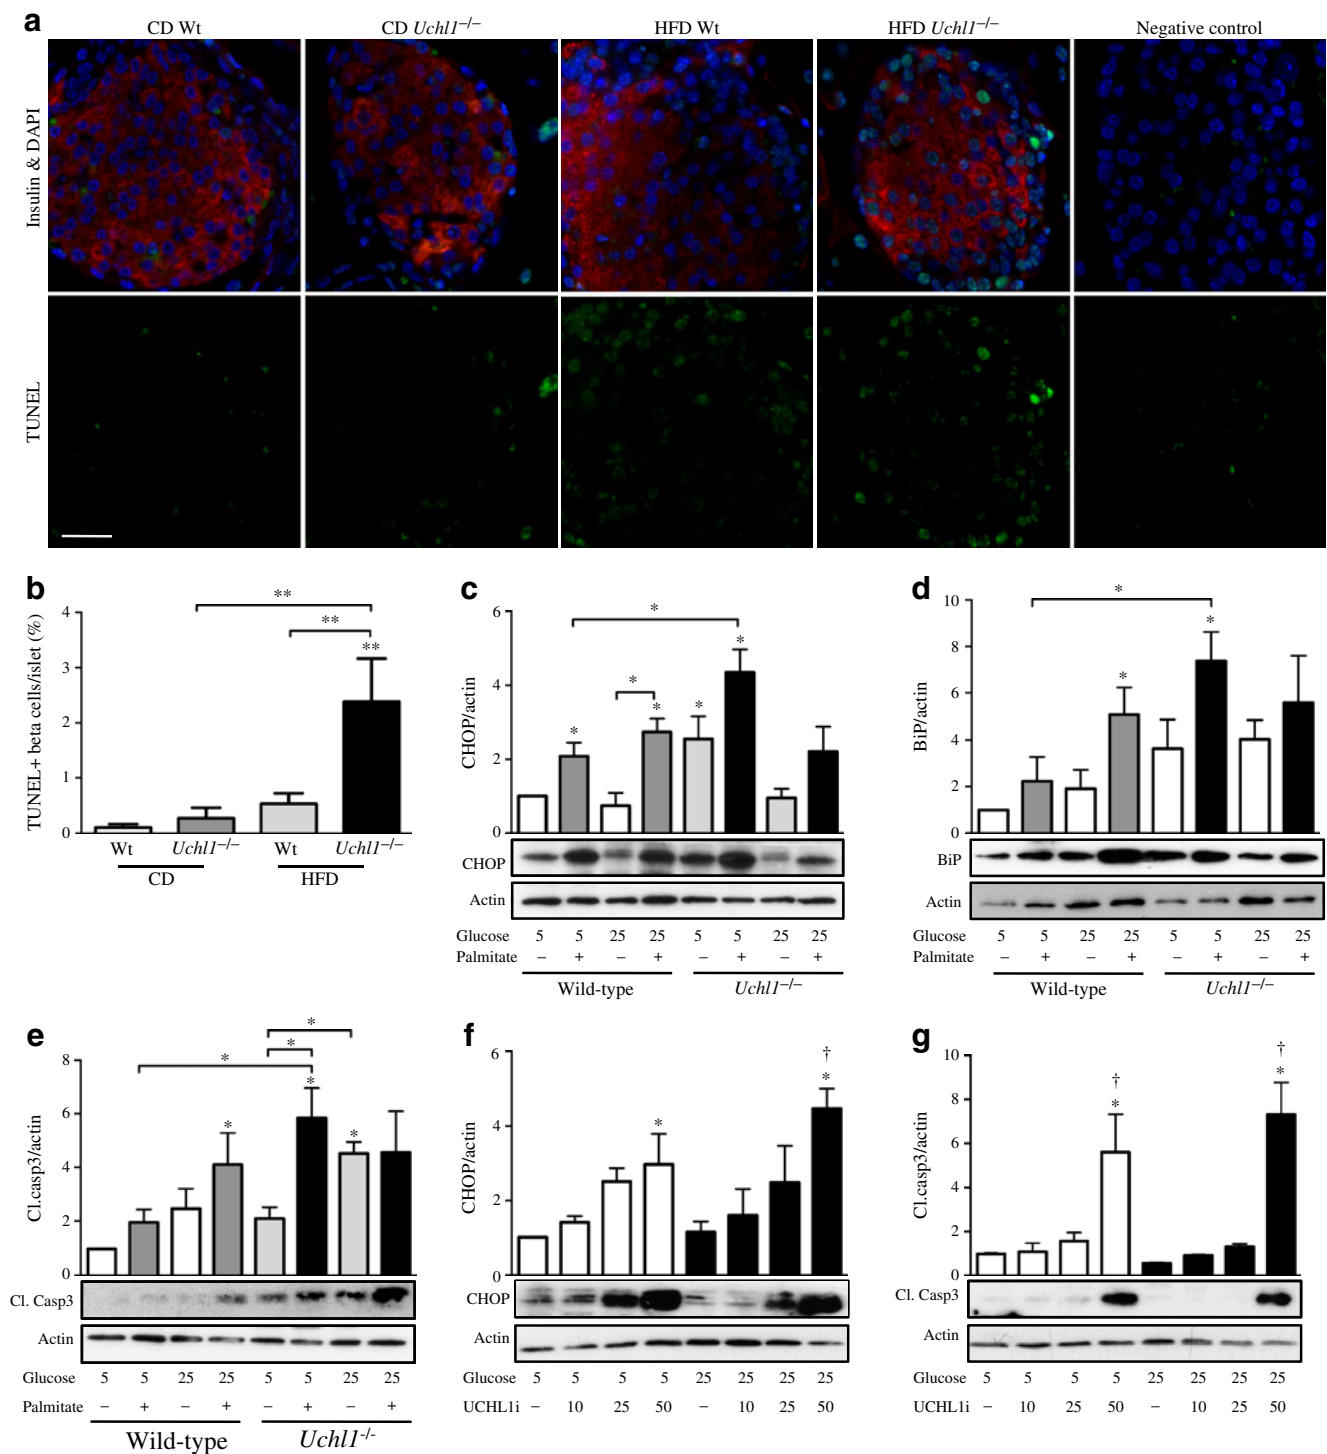 a
CD Wt
CD Uchl1–/–
HFD Wt
HFD Uchl1–/–
Negative control
Insulin & DAPI
TUNEL
b
TUNEL+ beta cells/islet (%)
4
3
2
1
0
** 
**
**
Wt
Uchl1–/–
Wt
Uchl1–/–
CD
HFD
c
CHOP/actin
6
4
2
0
*
*
*
*
*
*
CHOP
Actin
Glucose 5 5 25 25 5 5 25 25
Palmitate – + – + – + – +
Wild-type
Uchl1–/–
d
BiP/actin
10
8
6
4
2
0
*
*
*
BiP
Actin
Glucose 5 5 25 25 5 5 25 25
Palmitate – + – + – + – +
Wild-type
Uchl1–/–
e
Cl.casp3/actin
8
6
4
2
0
*
*
*
*
*
*
Cl. Casp3
Actin
Glucose 5 5 25 25 5 5 25 25
Palmitate – + – + – + – +
Wild-type
Uchl1-/-
f
CHOP/actin
6
4
2
0
*
†
*
CHOP
Actin
Glucose 5 5 5 5 25 25 25 25
UCHL1i – 10 25 50 – 10 25 50
g
Cl.casp3/actin
10
8
6
4
2
0
†
*
†
*
Cl. Casp3
Actin
Glucose 5 5 5 5 25 25 25 25
UCHL1i – 10 25 50 – 10 25 50